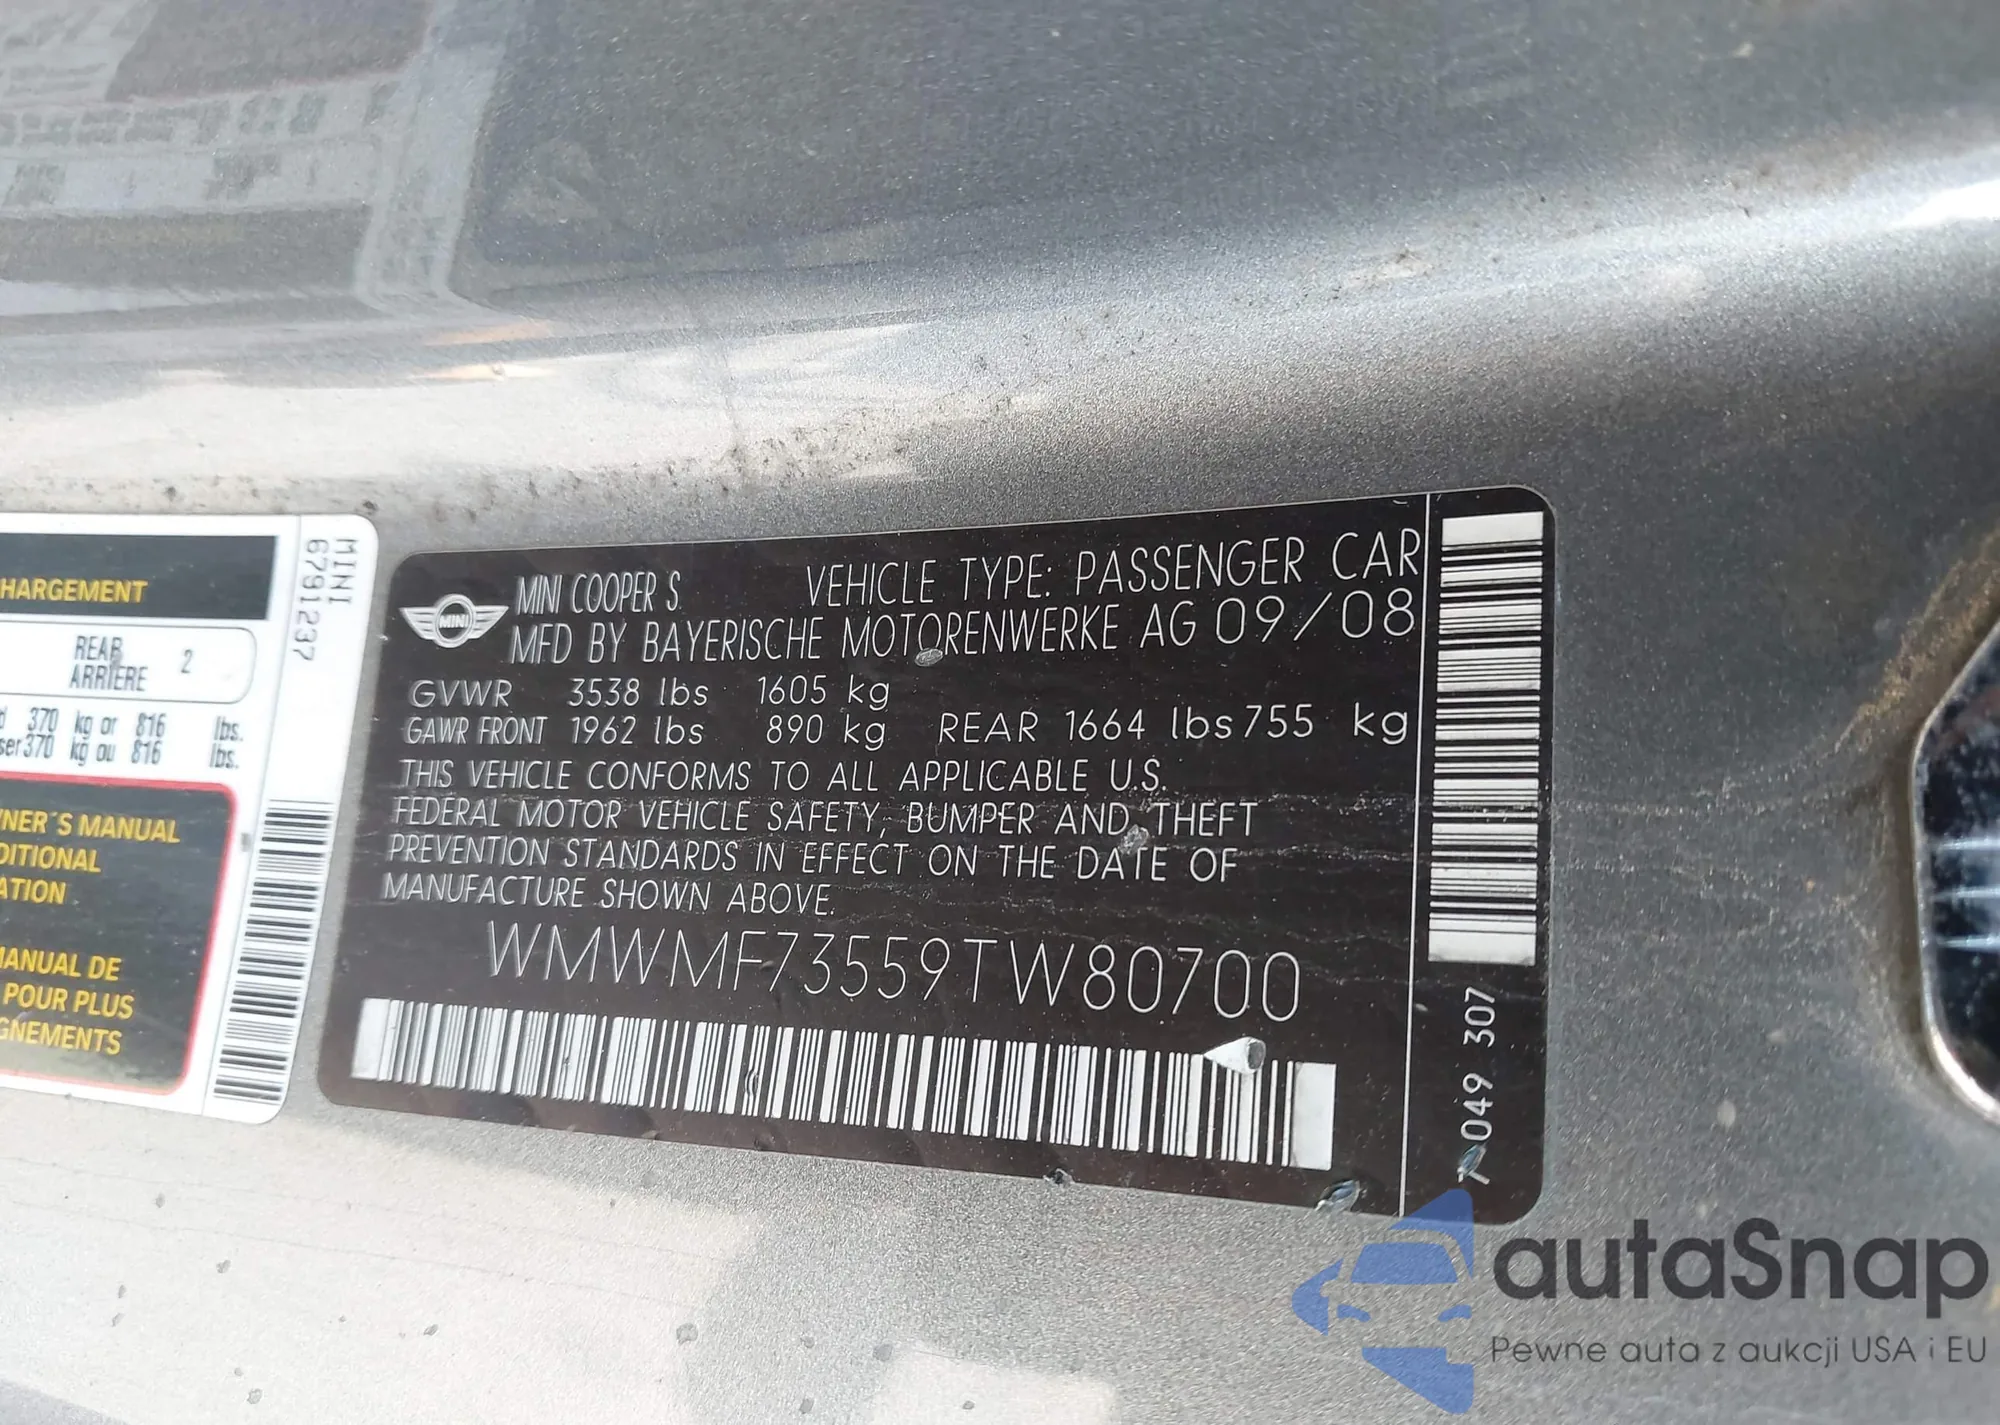 HARGEMENT
REAR
ARRIÈRE
2
370 kg or 816 lbs.
ser 370 kg ou 816 lbs.
NER'S MANUAL
DITIONAL
ATION
MANUAL DE
POUR PLUS
GNEMENTS
MINI
6791237
MINI
MINI COOPER S VEHICLE TYPE: PASSENGER CAR
MFD BY BAYERISCHE MOTORENWERKE AG 09/08
GVWR 3538 lbs 1605 kg
GAWR FRONT 1962 lbs 890 kg REAR 1664 lbs 755 kg
THIS VEHICLE CONFORMS TO ALL APPLICABLE U.S.
FEDERAL MOTOR VEHICLE SAFETY, BUMPER AND THEFT
PREVENTION STANDARDS IN EFFECT ON THE DATE OF
MANUFACTURE SHOWN ABOVE.
WMWMF73559TW80700
7 049 307
autaSnap
Pewne auta z aukcji USA i EU